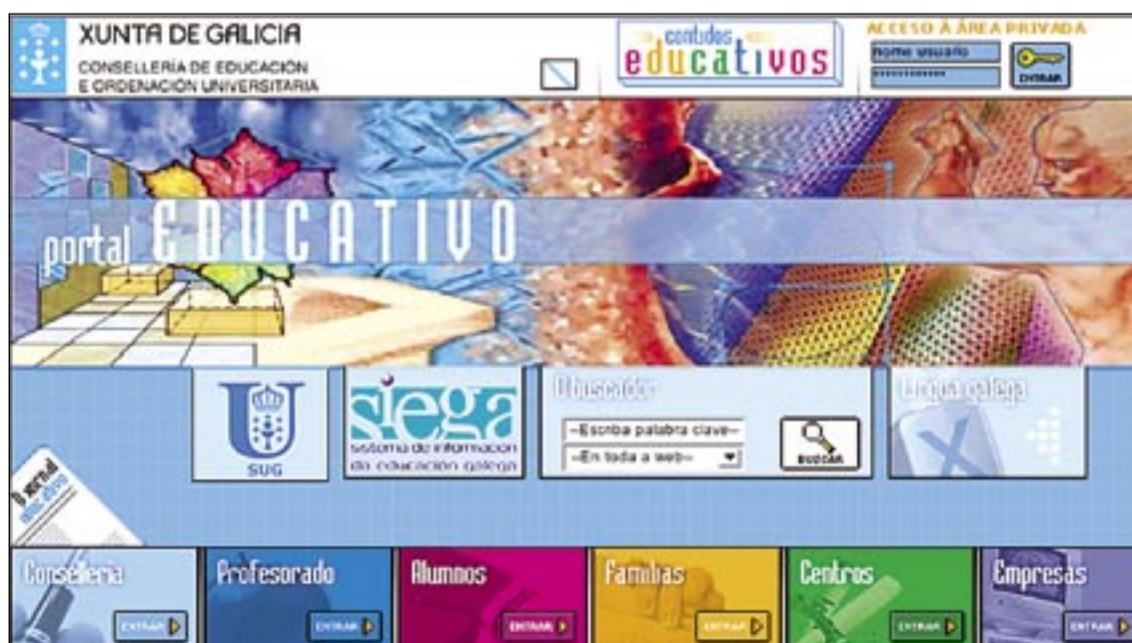 XUNTA DE GALICIA
CONSELLERÍA DE EDUCACIÓN
E ORDENACIÓN UNIVERSITARIA
contidos
educativos
ACCESO Á ÁREA PRIVADA
nome usuario
***********
ENTRAR
portal EDUCATIVO
SUG
siega
sistema de información
da educación galega
O buscador
--Escriba palabra clave--
--En toda a web--
BUSCAR
Lingua galega
O xornal
Consellería
ENTRAR
Profesorado
ENTRAR
Alumnos
ENTRAR
Familias
ENTRAR
Centros
ENTRAR
Empresas
ENTRAR